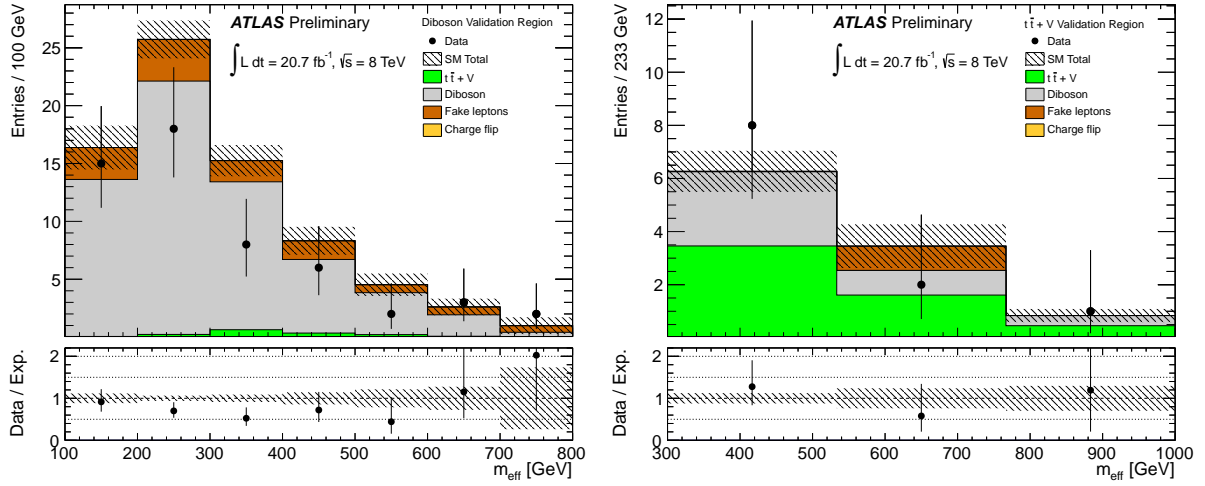 ATLAS Preliminary
∫ L dt = 20.7 fb⁻¹, √s = 8 TeV
Diboson Validation Region
Data
SM Total
t t̄ + V
Diboson
Fake leptons
Charge flip
Entries / 100 GeV
25
20
15
10
5
Data / Exp.
2
1
0
100 200 300 400 500 600 700 800
m_eff [GeV]
ATLAS Preliminary
∫ L dt = 20.7 fb⁻¹, √s = 8 TeV
t t̄ + V Validation Region
Data
SM Total
t t̄ + V
Diboson
Fake leptons
Charge flip
Entries / 233 GeV
12
10
8
6
4
2
Data / Exp.
2
1
0
300 400 500 600 700 800 900 1000
m_eff [GeV]